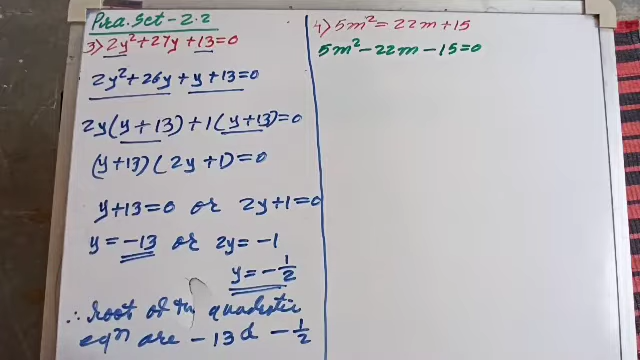 Pra.Set-2.2
3) 2y²+27y+13=0
2y²+26y+y+13=0
2y(y+13)+1(y+13)=0
(y+13)(2y+1)=0
y+13=0 or 2y+1=0
y=-13 or 2y=-1
y=-1/2
∴ Root of the quadratic
eqⁿ are -13 & -1/2
4) 5m²=22m+15
5m²-22m-15=0